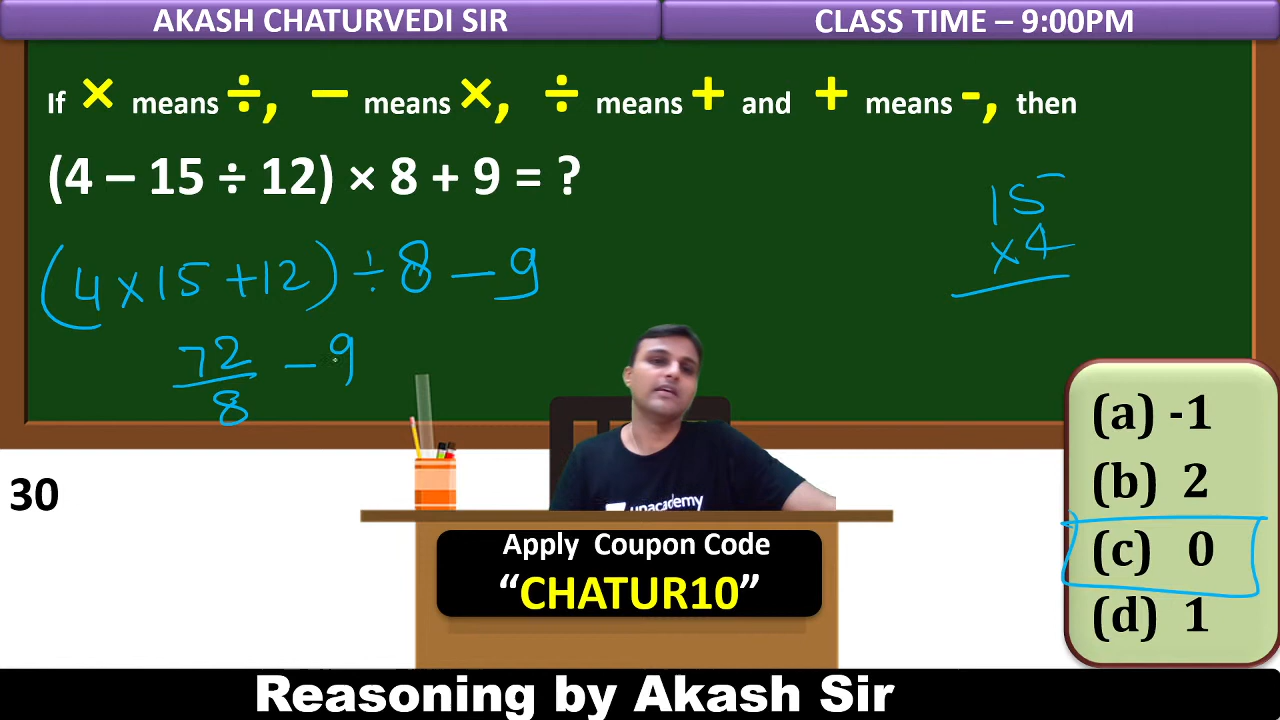 AKASH CHATURVEDI SIR
CLASS TIME – 9:00PM
If × means ÷, – means ×, ÷ means + and + means -, then
(4 – 15 ÷ 12) × 8 + 9 = ?
(4 × 15 + 12) ÷ 8 – 9
72/8 – 9
15
×4
(a) -1
(b) 2
(c) 0
(d) 1
30
unacademy
Apply Coupon Code
“CHATUR10”
Reasoning by Akash Sir